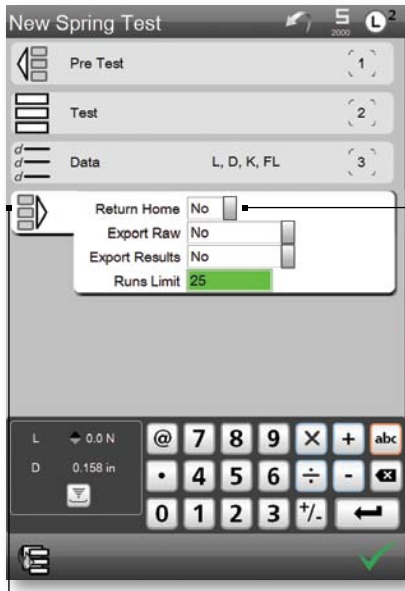 New Spring Test
5
2000
L2
Pre Test
1
Test
2
d
d
d
Data
L, D, K, FL
3
Return Home No
Export Raw No
Export Results No
Runs Limit 25
L 0.0 N
D 0.158 in
@ 7 8 9 × + abc
. 4 5 6 ÷ -
0 1 2 3 +/-